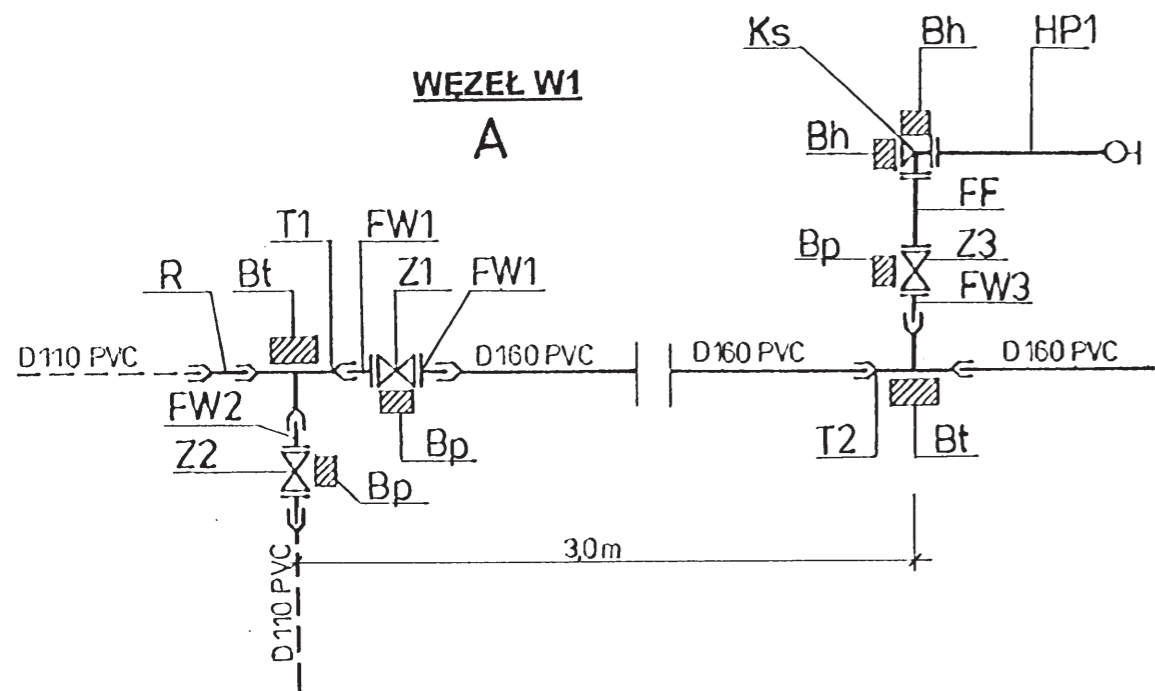 WĘZEŁ W1
A
Ks
Bh
HP1
Bh
FF
Bp
Z3
FW3
T1
FW1
R
Bt
Z1
FW1
D110 PVC
D160 PVC
D160 PVC
D160 PVC
FW2
Z2
Bp
Bp
T2
Bt
3,0m
D110 PVC